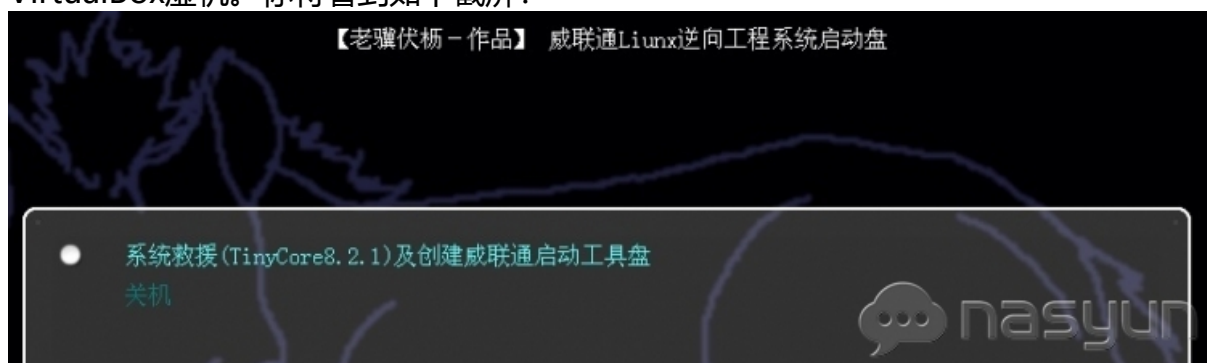 VirtualBox虚机。你将看到如下截屏：
【老骥伏枥－作品】 威联通Liunx逆向工程系统启动盘
系统救援(TinyCore8.2.1)及创建威联通启动工具盘
关机
nasyun